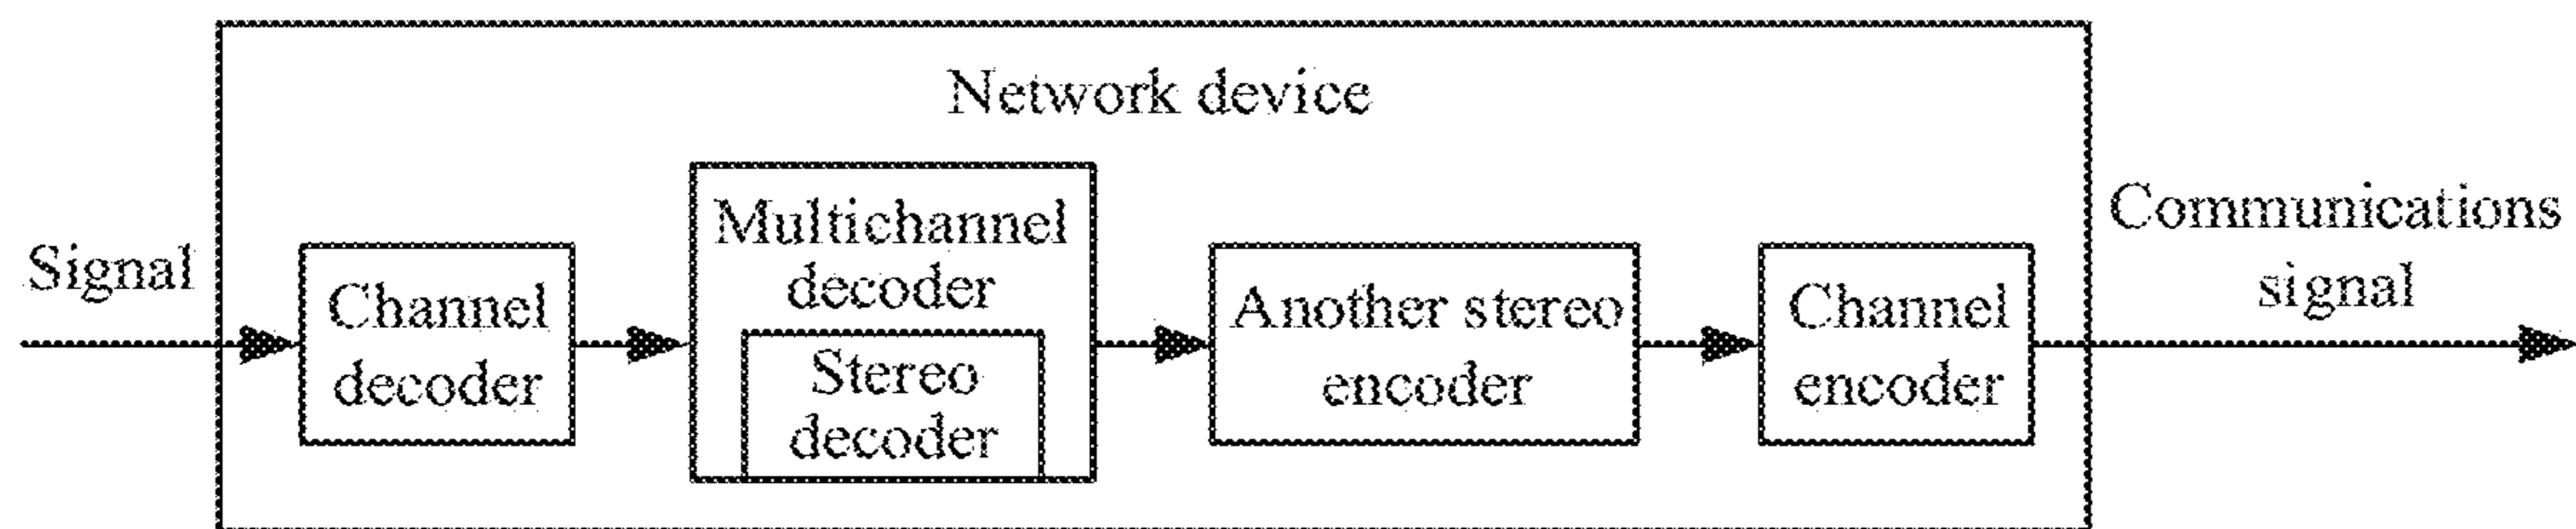 Network device
Signal
Channel
decoder
Multichannel
decoder
Stereo
decoder
Another stereo
encoder
Channel
encoder
Communications
signal